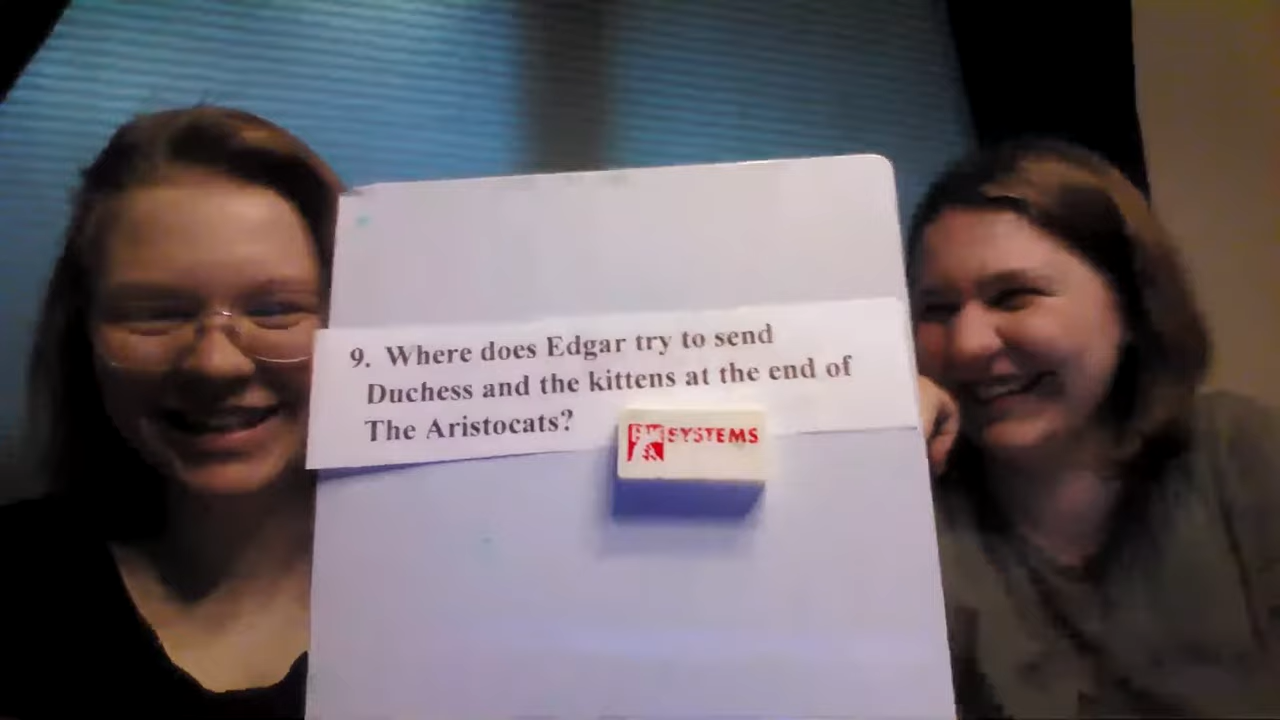 9. Where does Edgar try to send
Duchess and the kittens at the end of
The Aristocats?
SYSTEMS